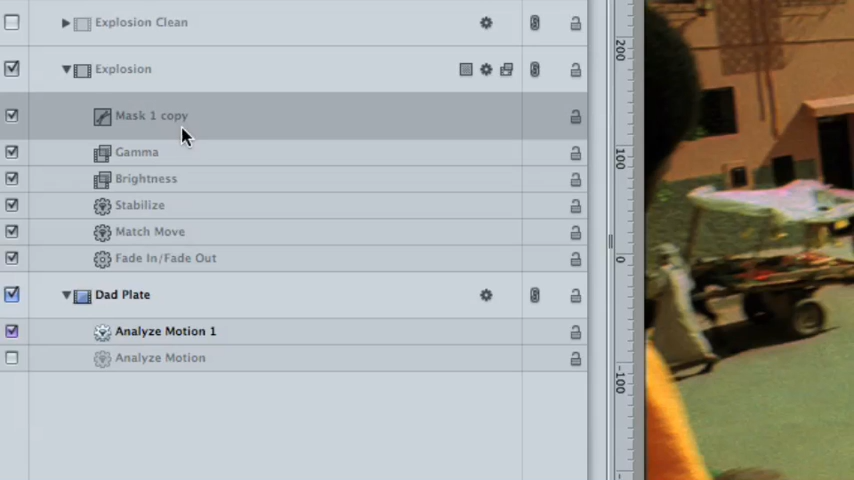 Explosion Clean
Explosion
Mask 1 copy
Gamma
Brightness
Stabilize
Match Move
Fade In/Fade Out
Dad Plate
Analyze Motion 1
Analyze Motion
200
100
0
-100